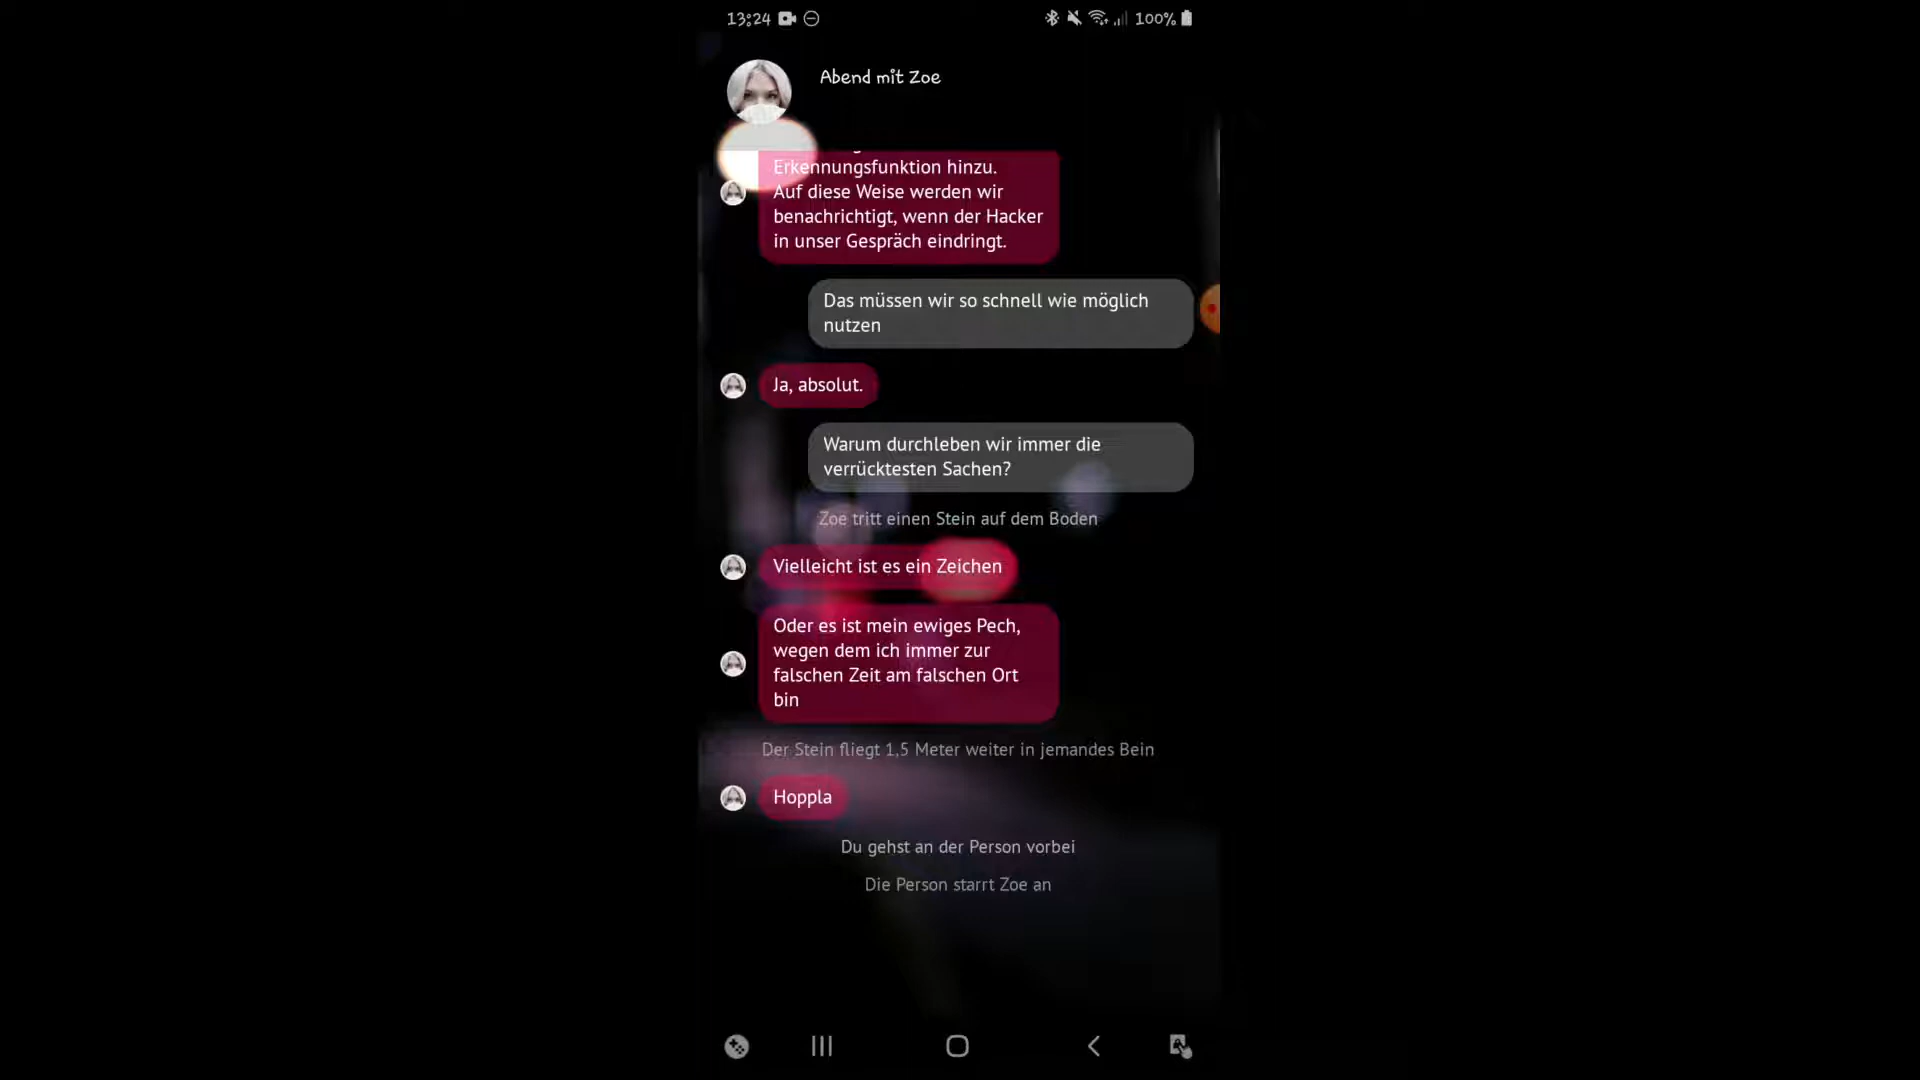 13:24
100%
Abend mit Zoe
Erkennungsfunktion hinzu.
Auf diese Weise werden wir
benachrichtigt, wenn der Hacker
in unser Gespräch eindringt.
Das müssen wir so schnell wie möglich
nutzen
Ja, absolut.
Warum durchleben wir immer die
verrücktesten Sachen?
Zoe tritt einen Stein auf dem Boden
Vielleicht ist es ein Zeichen
Oder es ist mein ewiges Pech,
wegen dem ich immer zur
falschen Zeit am falschen Ort
bin
Der Stein fliegt 1,5 Meter weiter in jemandes Bein
Hoppla
Du gehst an der Person vorbei
Die Person starrt Zoe an